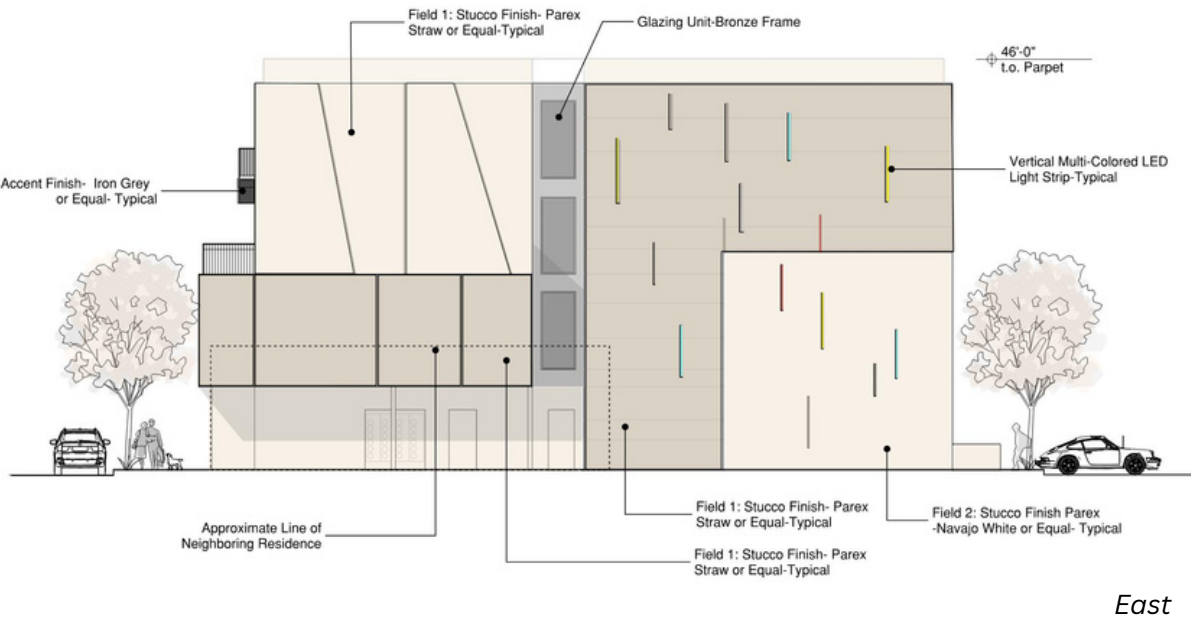 Field 1: Stucco Finish- Parex
Straw or Equal-Typical
Glazing Unit-Bronze Frame
46'-0"
t.o. Parpet
Vertical Multi-Colored LED
Light Strip-Typical
Accent Finish- Iron Grey
or Equal- Typical
Field 1: Stucco Finish- Parex
Straw or Equal-Typical
Field 2: Stucco Finish Parex
-Navajo White or Equal- Typical
Approximate Line of
Neighboring Residence
Field 1: Stucco Finish- Parex
Straw or Equal-Typical
East